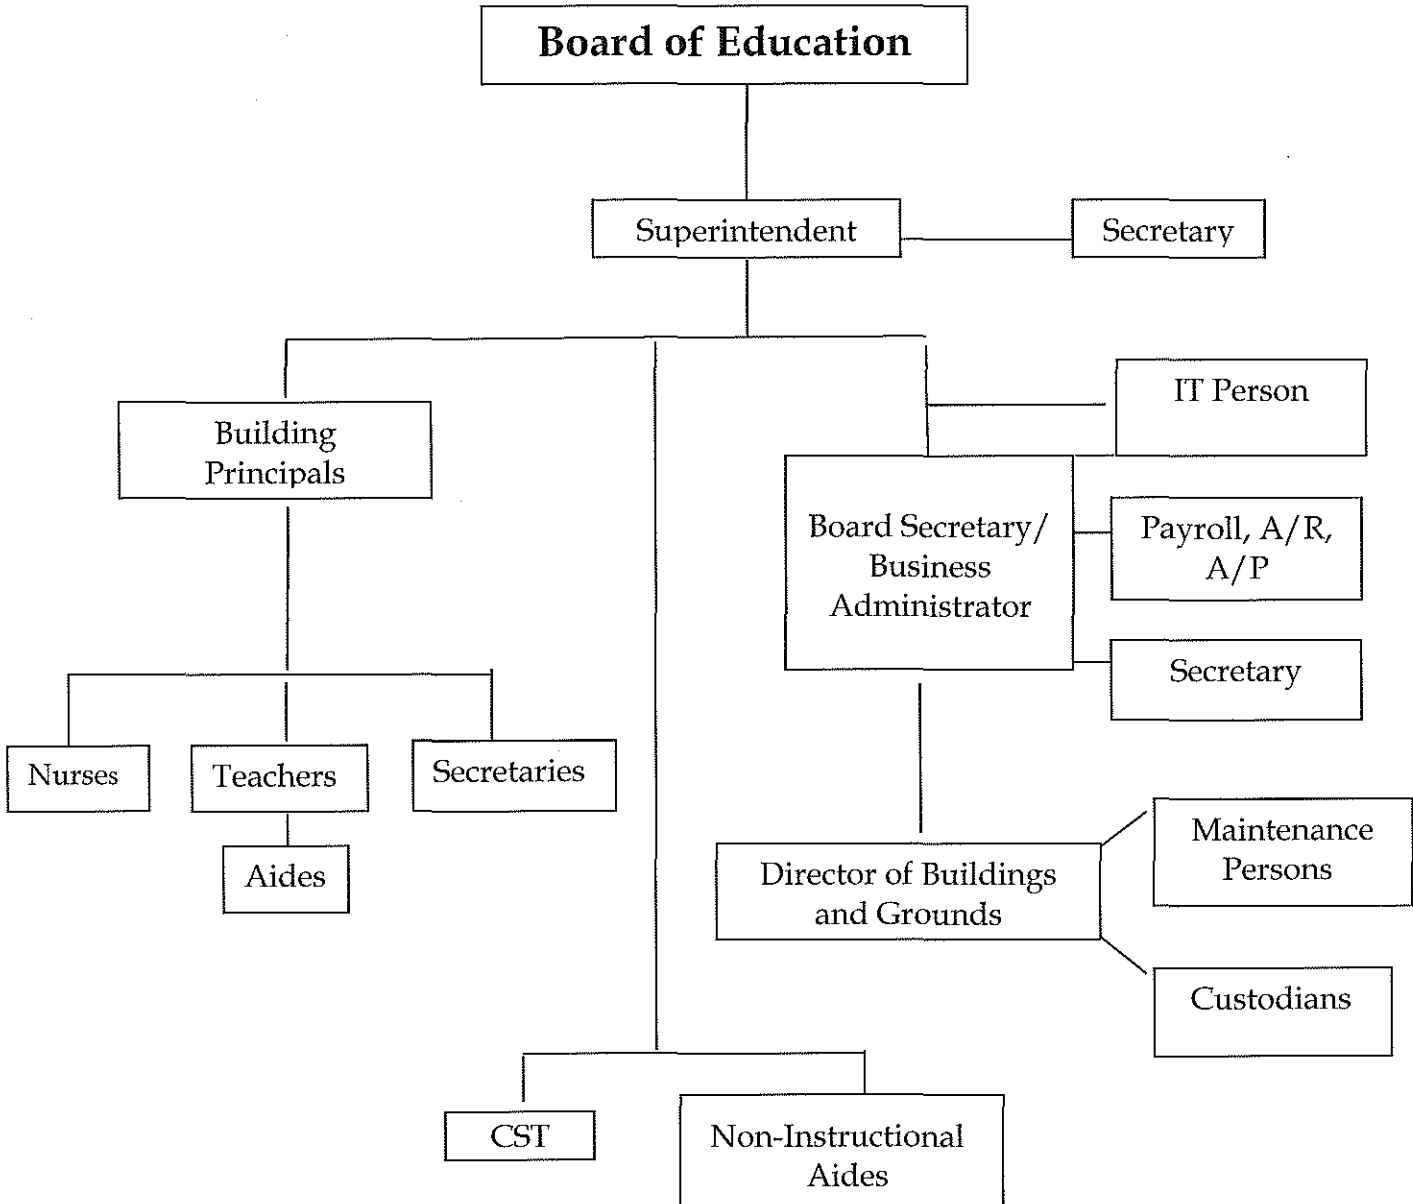 Board of Education
Superintendent
Secretary
IT Person
Building
Principals
Board Secretary/
Business
Administrator
Payroll, A/R,
A/P
Secretary
Nurses
Teachers
Secretaries
Aides
Director of Buildings
and Grounds
Maintenance
Persons
Custodians
CST
Non-Instructional
Aides